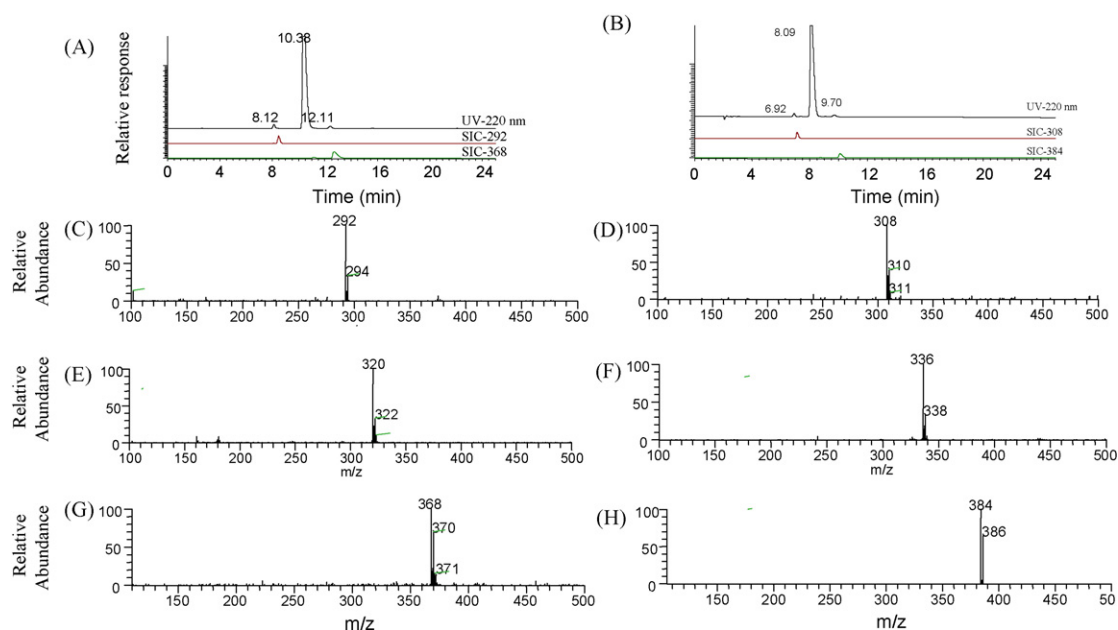 (A)
10.38
8.12
12.11
UV-220 nm
SIC-292
SIC-368
Relative response
0 4 8 12 16 20 24
Time (min)
(B)
8.09
6.92
9.70
UV-220 nm
SIC-308
SIC-384
0 4 8 12 16 20 24
Time (min)
(C)
Relative
Abundance
292
294
100
50
0
100 150 200 250 300 350 400 450 500
(D)
308
310
311
100
50
0
100 150 200 250 300 350 400 450 500
(E)
Relative
Abundance
320
322
100
50
0
100 150 200 250 300 350 400 450 500
m/z
(F)
336
338
100
50
0
100 150 200 250 300 350 400 450 500
m/z
(G)
Relative
Abundance
368
370
371
100
50
0
150 200 250 300 350 400 450 500
m/z
(H)
384
386
100
50
0
150 200 250 300 350 400 450 50
m/z